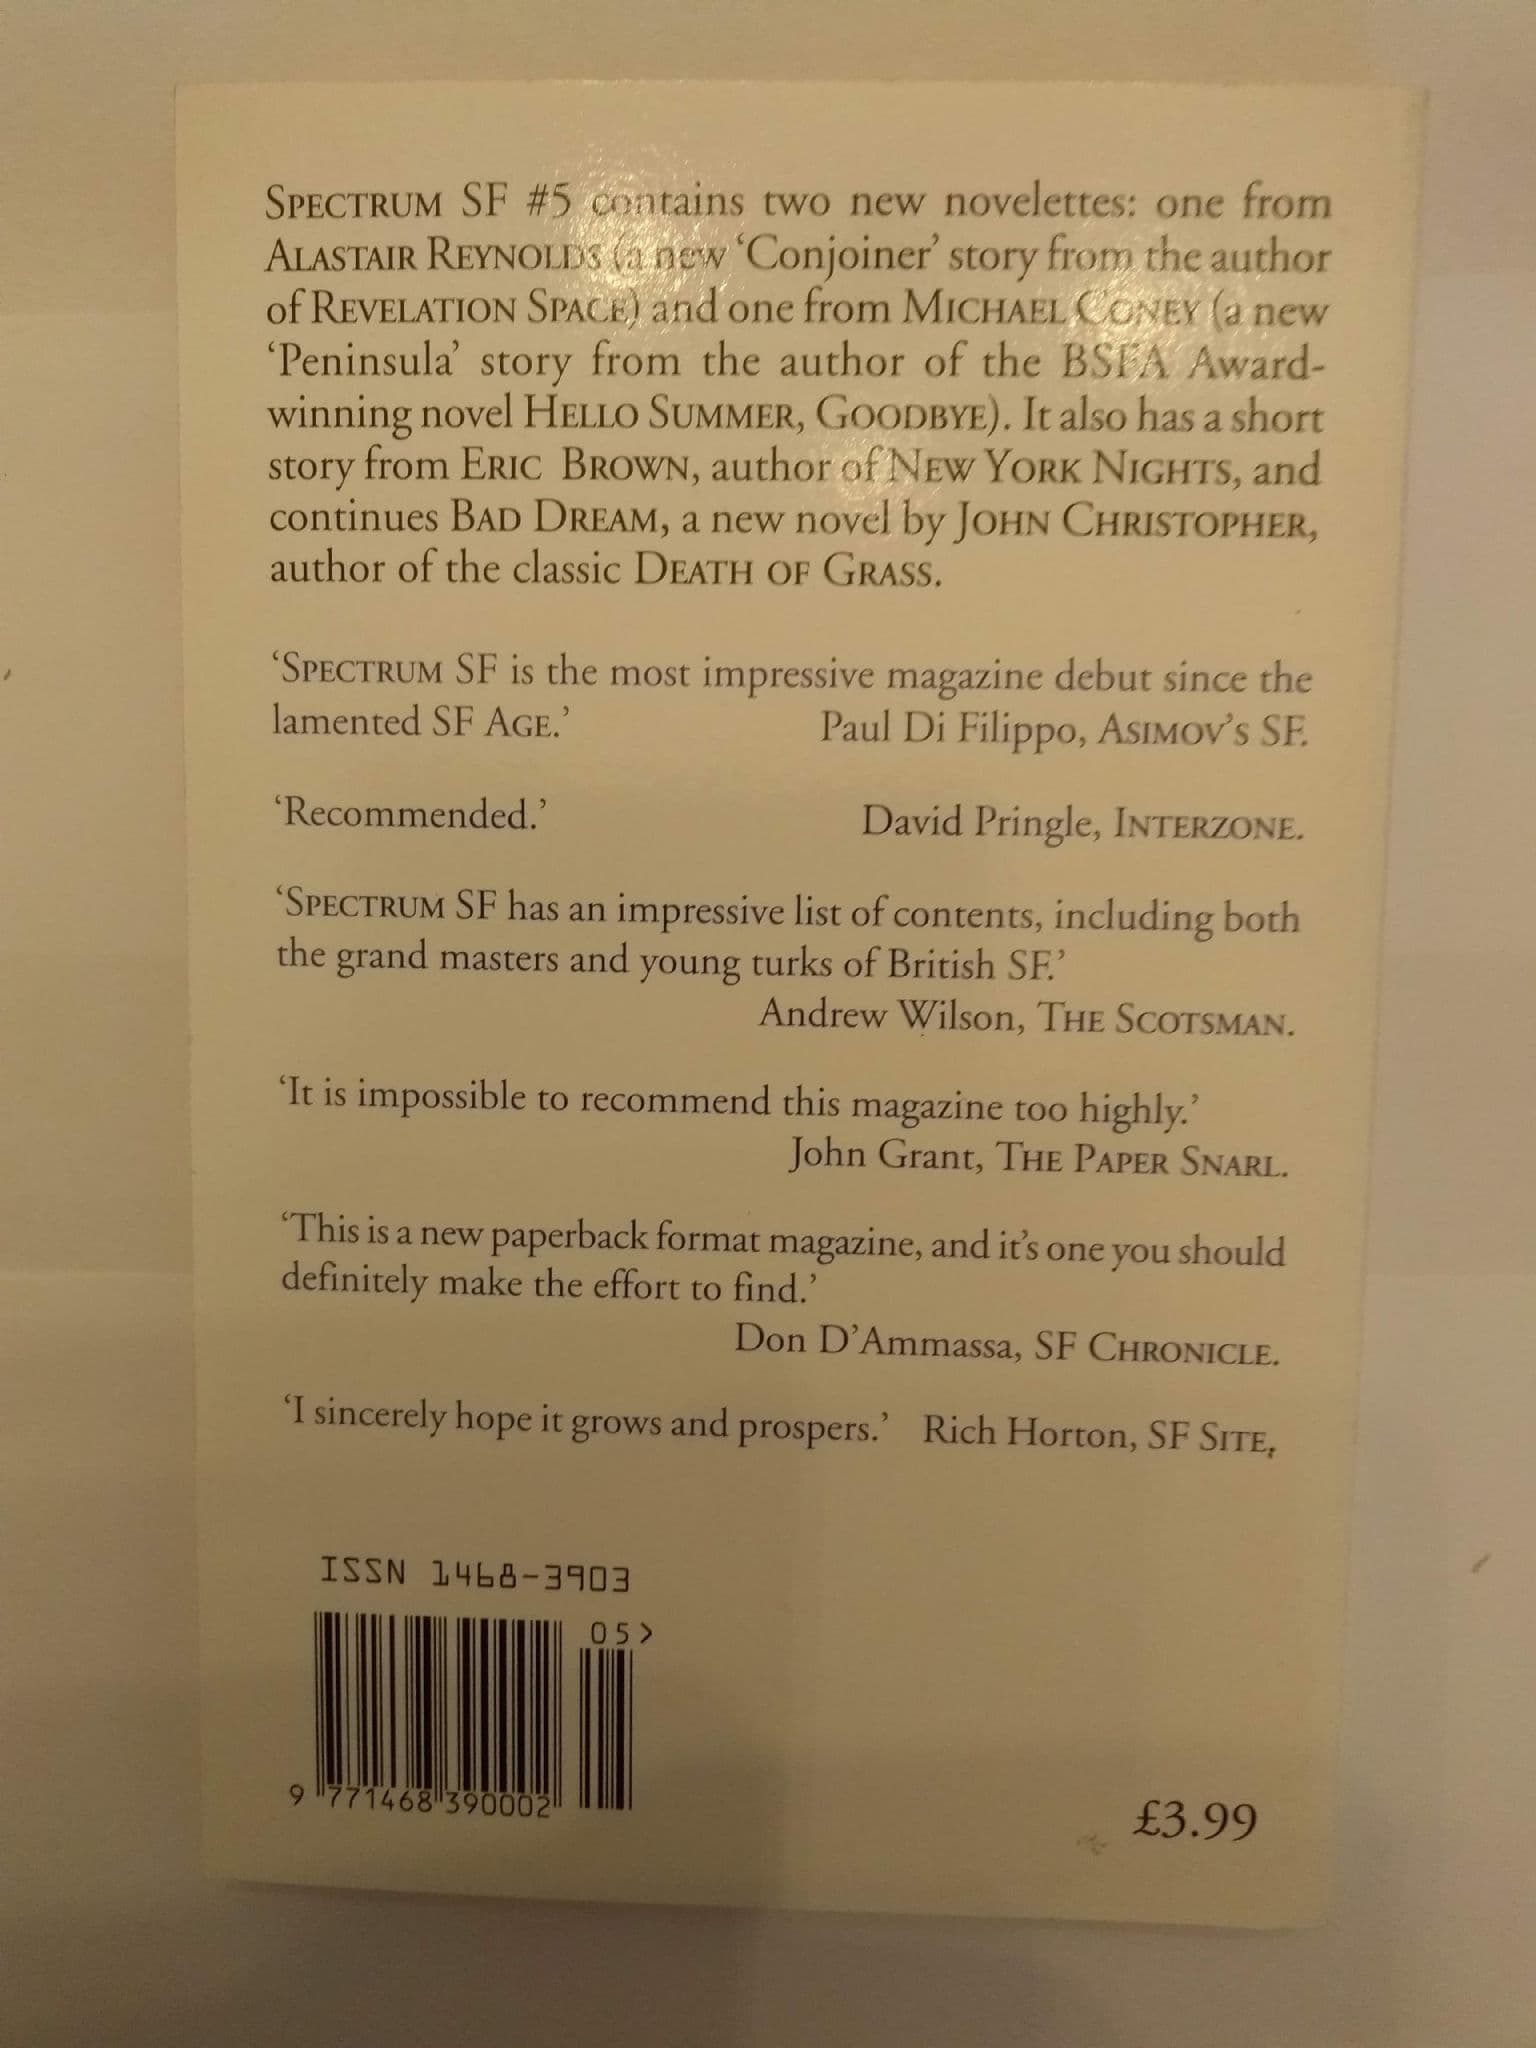 SPECTRUM SF #5 contains two new novelettes: one from
ALASTAIR REYNOLDS (a new ‘Conjoiner’ story from the author
of REVELATION SPACE) and one from MICHAEL CONEY (a new
‘Peninsula’ story from the author of the BSFA Award-
winning novel HELLO SUMMER, GOODBYE). It also has a short
story from ERIC BROWN, author of NEW YORK NIGHTS, and
continues BAD DREAM, a new novel by JOHN CHRISTOPHER,
author of the classic DEATH OF GRASS.
‘SPECTRUM SF is the most impressive magazine debut since the
lamented SF AGE.’ Paul Di Filippo, ASIMOV’S SF.
‘Recommended.’ David Pringle, INTERZONE.
‘SPECTRUM SF has an impressive list of contents, including both
the grand masters and young turks of British SF.’
Andrew Wilson, THE SCOTSMAN.
‘It is impossible to recommend this magazine too highly.’
John Grant, THE PAPER SNARL.
‘This is a new paperback format magazine, and it’s one you should
definitely make the effort to find.’
Don D’Ammassa, SF CHRONICLE.
‘I sincerely hope it grows and prospers.’ Rich Horton, SF SITE,
ISSN 1468-3903
05>
9 771468 390002
£3.99